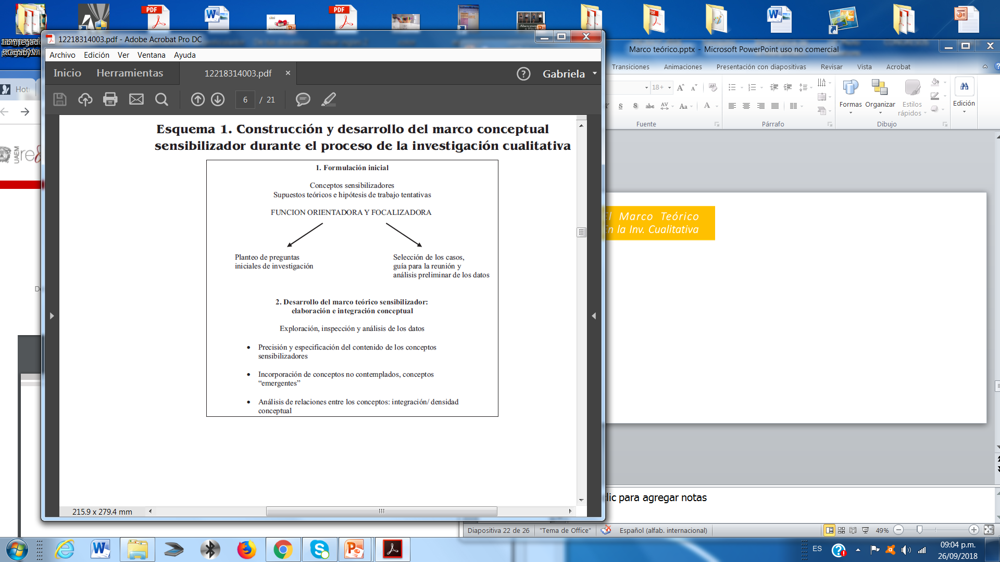 12218314003.pdf - Adobe Acrobat Pro DC
Archivo Edición Ver Ventana Ayuda
Inicio Herramientas 12218314003.pdf × Gabriela
6 / 21
Esquema 1. Construcción y desarrollo del marco conceptual
sensibilizador durante el proceso de la investigación cualitativa
1. Formulación inicial
Conceptos sensibilizadores
Supuestos teóricos e hipótesis de trabajo tentativas
FUNCION ORIENTADORA Y FOCALIZADORA
Planteo de preguntas
iniciales de investigación
Selección de los casos,
guía para la reunión y
análisis preliminar de los datos
2. Desarrollo del marco teórico sensibilizador:
elaboración e integración conceptual
Exploración, inspección y análisis de los datos
• Precisión y especificación del contenido de los conceptos
sensibilizadores
• Incorporación de conceptos no contemplados, conceptos
“emergentes”
• Análisis de relaciones entre los conceptos: integración/ densidad
conceptual
215.9 x 279.4 mm
Marco teórico.pptx - Microsoft PowerPoint uso no comercial
Transiciones Animaciones Presentación con diapositivas Revisar Vista Acrobat
18+
Formas Organizar Estilos
rápidos
Edición
Fuente Párrafo Dibujo
El Marco Teórico
En la Inv. Cualitativa
clic para agregar notas
Diapositiva 22 de 26 "Tema de Office" Español (alfab. internacional) 49%
Hot
UAEM
re
ES
09:04 p.m.
26/09/2018
PDF
PDF
PDF